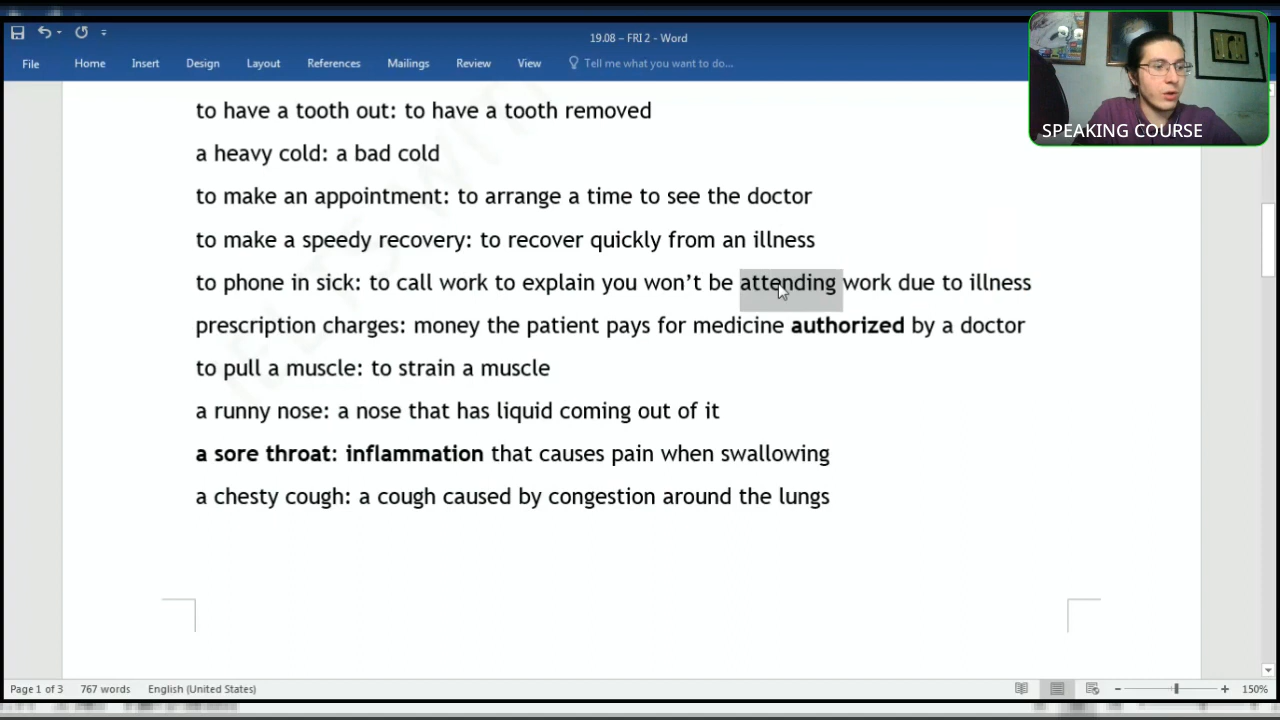 19.08 – FRI 2 - Word
File Home Insert Design Layout References Mailings Review View Tell me what you want to do...
SPEAKING COURSE
to have a tooth out: to have a tooth removed
a heavy cold: a bad cold
to make an appointment: to arrange a time to see the doctor
to make a speedy recovery: to recover quickly from an illness
to phone in sick: to call work to explain you won’t be attending work due to illness
prescription charges: money the patient pays for medicine authorized by a doctor
to pull a muscle: to strain a muscle
a runny nose: a nose that has liquid coming out of it
a sore throat: inflammation that causes pain when swallowing
a chesty cough: a cough caused by congestion around the lungs
Page 1 of 3 767 words English (United States) 150%